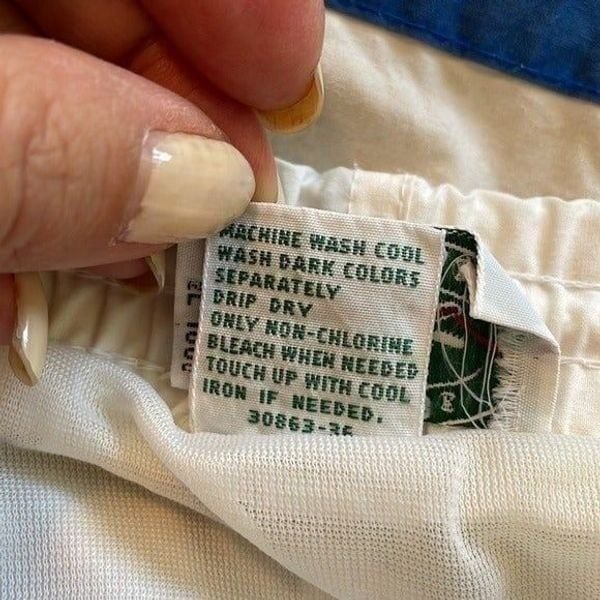 MACHINE WASH COOL
WASH DARK COLORS
SEPARATELY
DRIP DRY
ONLY NON-CHLORINE
BLEACH WHEN NEEDED
TOUCH UP WITH COOL
IRON IF NEEDED.
30863-36